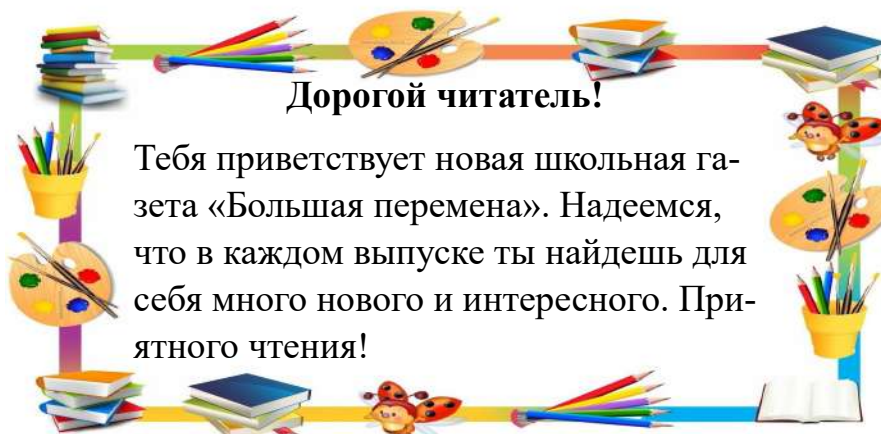 Дорогой читатель!
Тебя приветствует новая школьная га-
зета «Большая перемена». Надеемся,
что в каждом выпуске ты найдешь для
себя много нового и интересного. При-
ятного чтения!